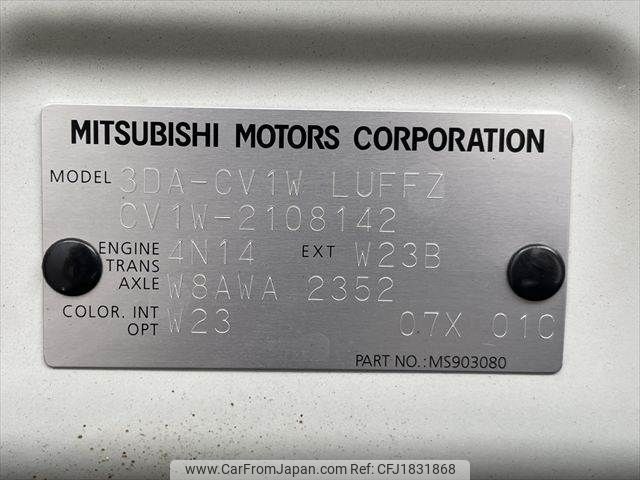 MITSUBISHI MOTORS CORPORATION
MODEL 3DA-CV1W LUFFZ
CV1W-2108142
ENGINE 4N14 EXT W23B
TRANS
AXLE W8AWA 2352
COLOR. INT W23
OPT 07X 01C
PART NO.:MS903080
www.CarFromJapan.com | REF ID: CFJ1831868